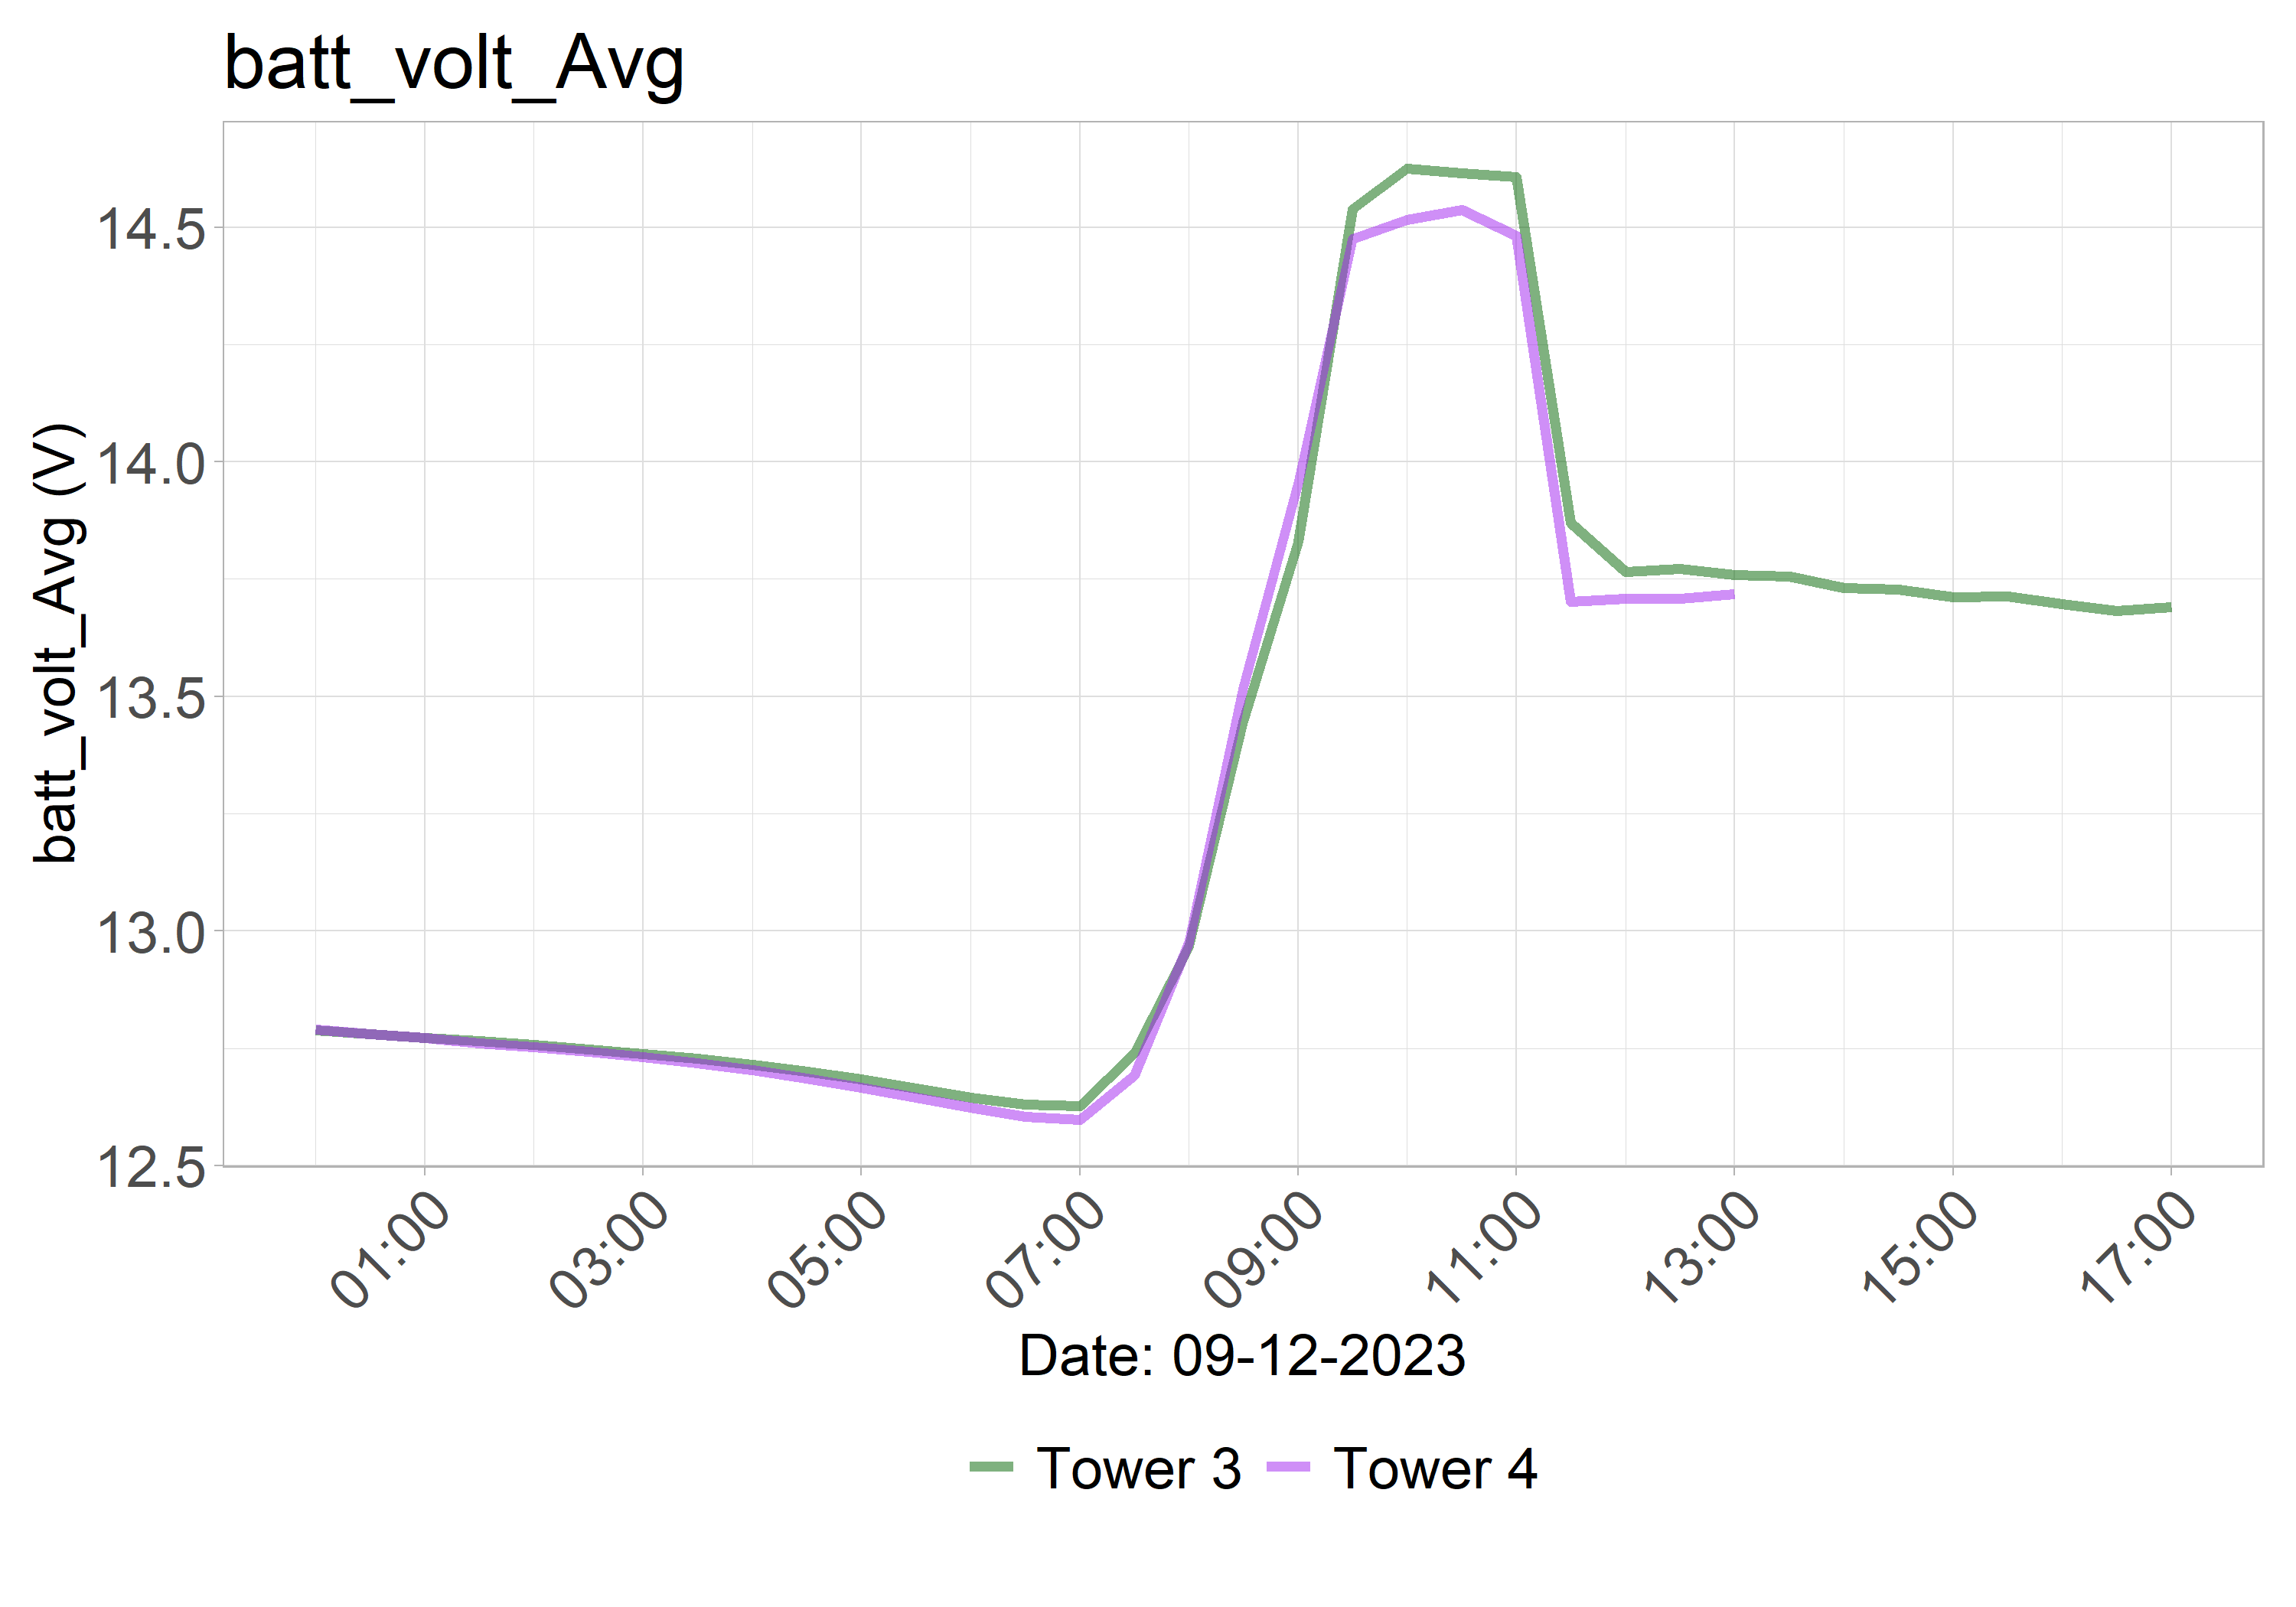 batt_volt_Avg
batt_volt_Avg (V)
14.5
14.0
13.5
13.0
12.5
01:00 03:00 05:00 07:00 09:00 11:00 13:00 15:00 17:00
Date: 09-12-2023
Tower 3 Tower 4